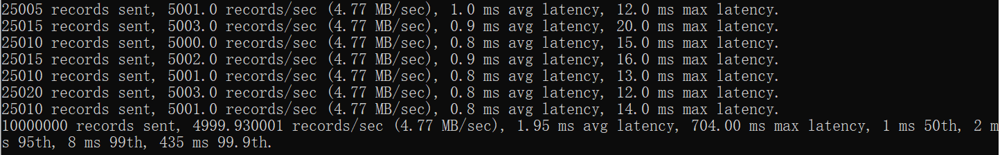 25005 records sent, 5001.0 records/sec (4.77 MB/sec), 1.0 ms avg latency, 12.0 ms max latency.
25015 records sent, 5003.0 records/sec (4.77 MB/sec), 0.9 ms avg latency, 20.0 ms max latency.
25010 records sent, 5000.0 records/sec (4.77 MB/sec), 0.8 ms avg latency, 15.0 ms max latency.
25015 records sent, 5002.0 records/sec (4.77 MB/sec), 0.9 ms avg latency, 16.0 ms max latency.
25010 records sent, 5001.0 records/sec (4.77 MB/sec), 0.8 ms avg latency, 13.0 ms max latency.
25020 records sent, 5003.0 records/sec (4.77 MB/sec), 0.8 ms avg latency, 12.0 ms max latency.
25010 records sent, 5001.0 records/sec (4.77 MB/sec), 0.8 ms avg latency, 14.0 ms max latency.
10000000 records sent, 4999.930001 records/sec (4.77 MB/sec), 1.95 ms avg latency, 704.00 ms max latency, 1 ms 50th, 2 m
s 95th, 8 ms 99th, 435 ms 99.9th.